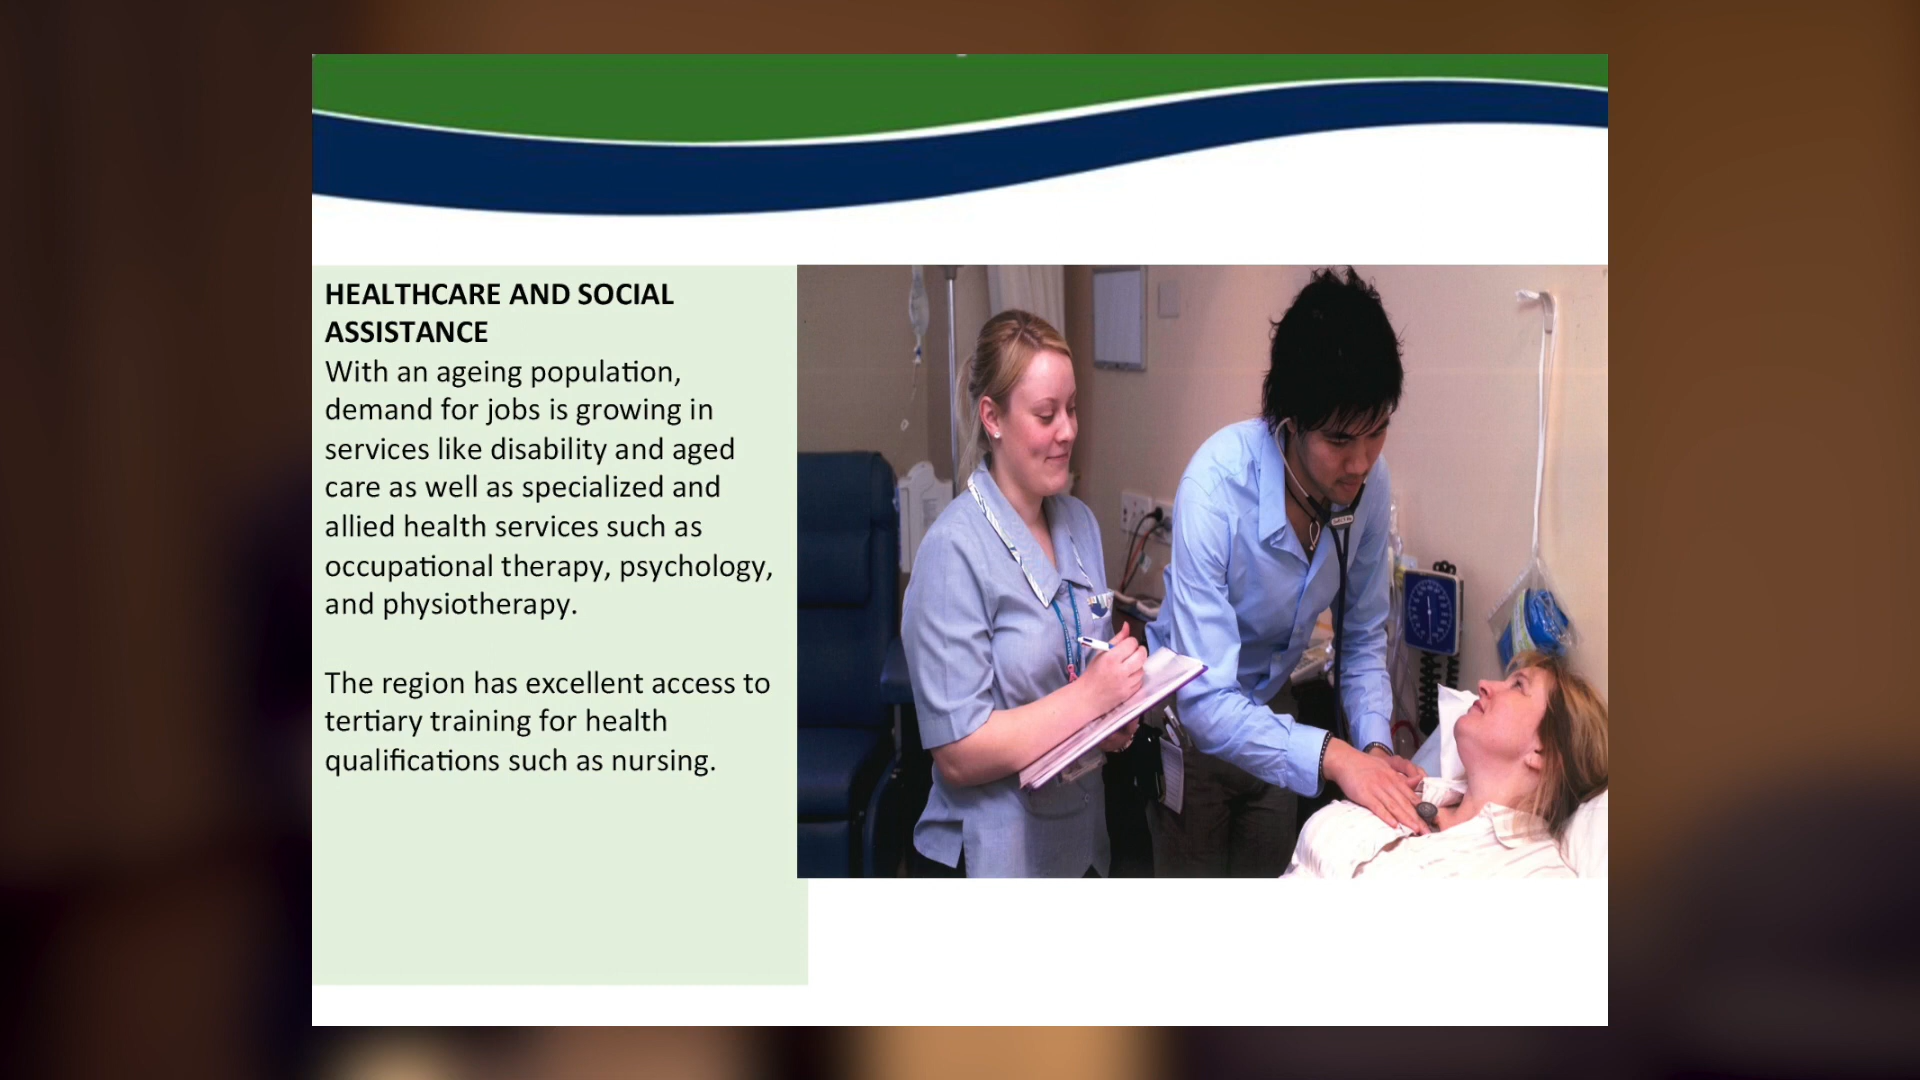 HEALTHCARE AND SOCIAL
ASSISTANCE
With an ageing population,
demand for jobs is growing in
services like disability and aged
care as well as specialized and
allied health services such as
occupational therapy, psychology,
and physiotherapy.
The region has excellent access to
tertiary training for health
qualifications such as nursing.